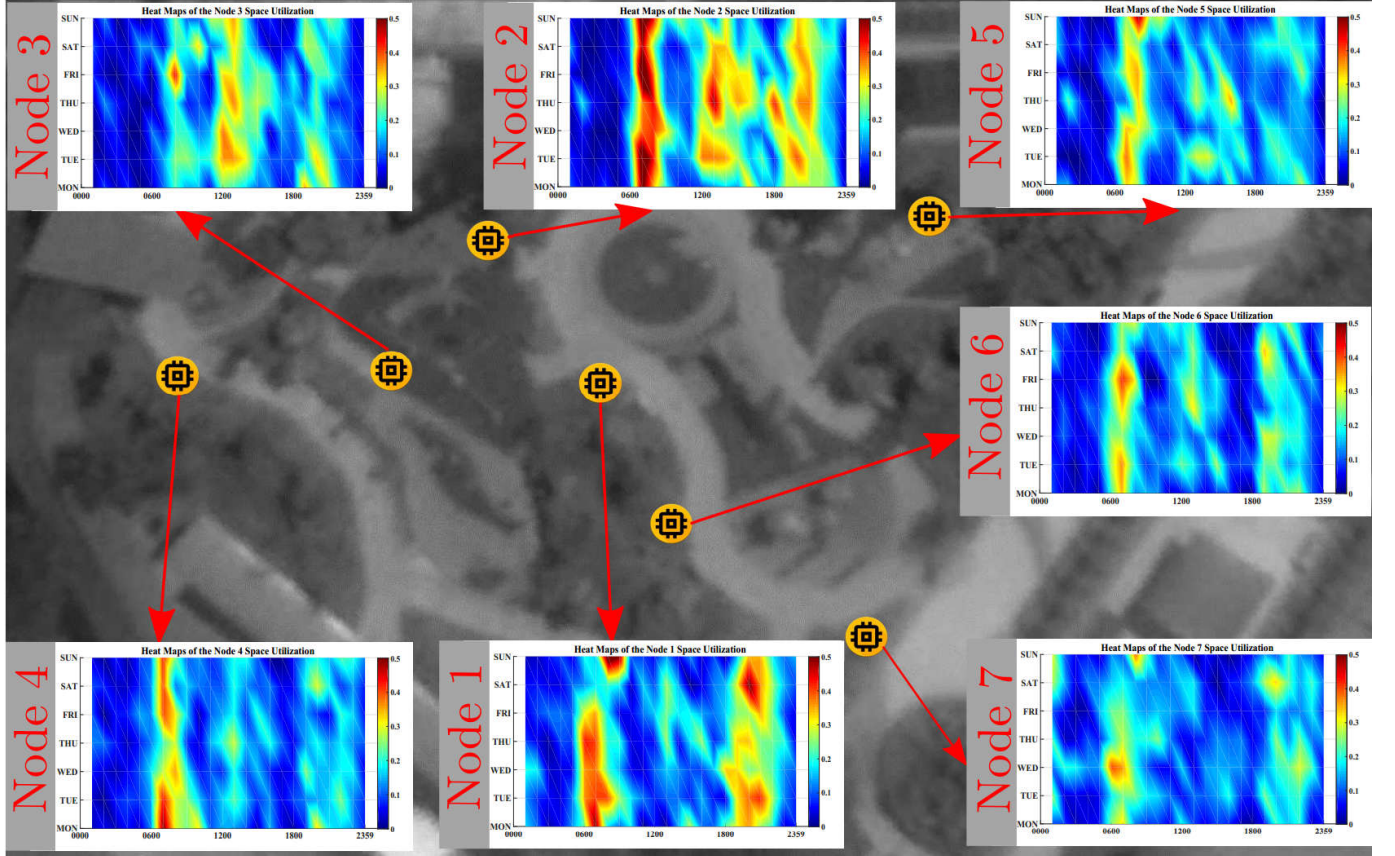 Node 3
Heat Maps of the Node 3 Space Utilization
SUN
SAT
FRI
THU
WED
TUE
MON
0000
0600
1200
1800
2359
0.5
0.4
0.3
0.2
0.1
0
Node 2
Heat Maps of the Node 2 Space Utilization
SUN
SAT
FRI
THU
WED
TUE
MON
0000
0600
1200
1800
2359
0.5
0.4
0.3
0.2
0.1
0
Node 5
Heat Maps of the Node 5 Space Utilization
SUN
SAT
FRI
THU
WED
TUE
MON
0000
0600
1200
1800
2359
0.5
0.4
0.3
0.2
0.1
0
Node 6
Heat Maps of the Node 6 Space Utilization
SUN
SAT
FRI
THU
WED
TUE
MON
0000
0600
1200
1800
2359
0.5
0.4
0.3
0.2
0.1
0
Node 4
Heat Maps of the Node 4 Space Utilization
SUN
SAT
FRI
THU
WED
TUE
MON
0000
0600
1200
1800
2359
0.5
0.4
0.3
0.2
0.1
0
Node 1
Heat Maps of the Node 1 Space Utilization
SUN
SAT
FRI
THU
WED
TUE
MON
0000
0600
1200
1800
2359
0.5
0.4
0.3
0.2
0.1
0
Node 7
Heat Maps of the Node 7 Space Utilization
SUN
SAT
FRI
THU
WED
TUE
MON
0000
0600
1200
1800
2359
0.5
0.4
0.3
0.2
0.1
0